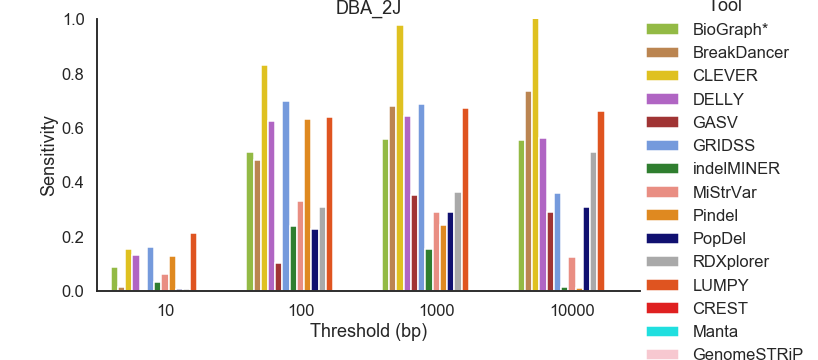 DBA_2J
Tool
1.0
0.8
0.6
0.4
0.2
0.0
Sensitivity
10
100
1000
10000
Threshold (bp)
BioGraph*
BreakDancer
CLEVER
DELLY
GASV
GRIDSS
indelMINER
MiStrVar
Pindel
PopDel
RDXplorer
LUMPY
CREST
Manta
GenomeSTRiP